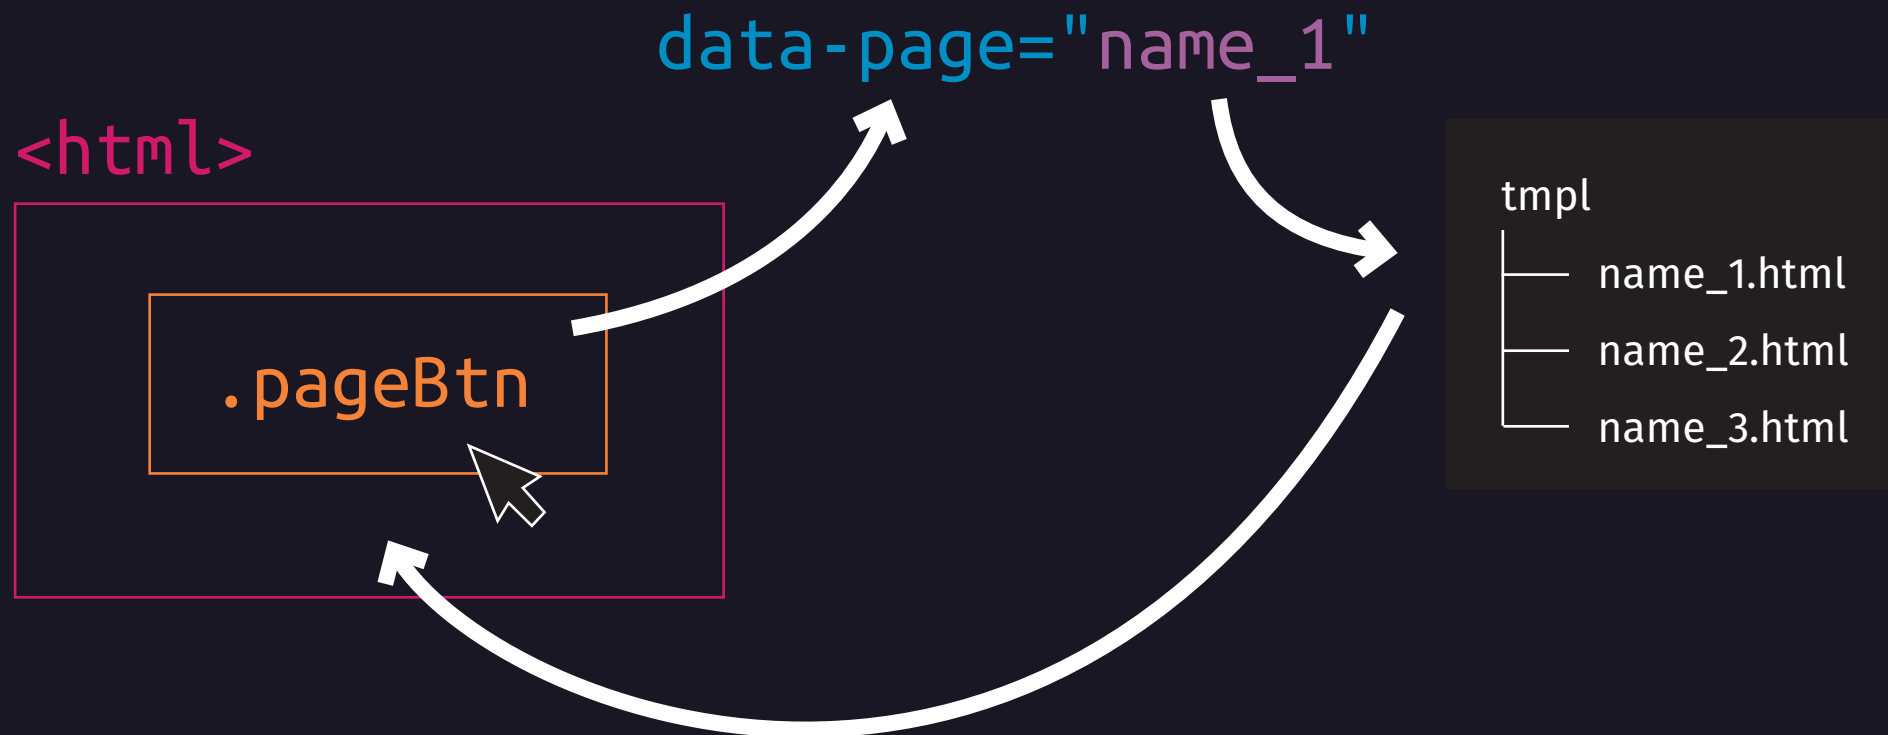 data-page="name_1"
<html>
.pageBtn
tmpl
name_1.html
name_2.html
name_3.html